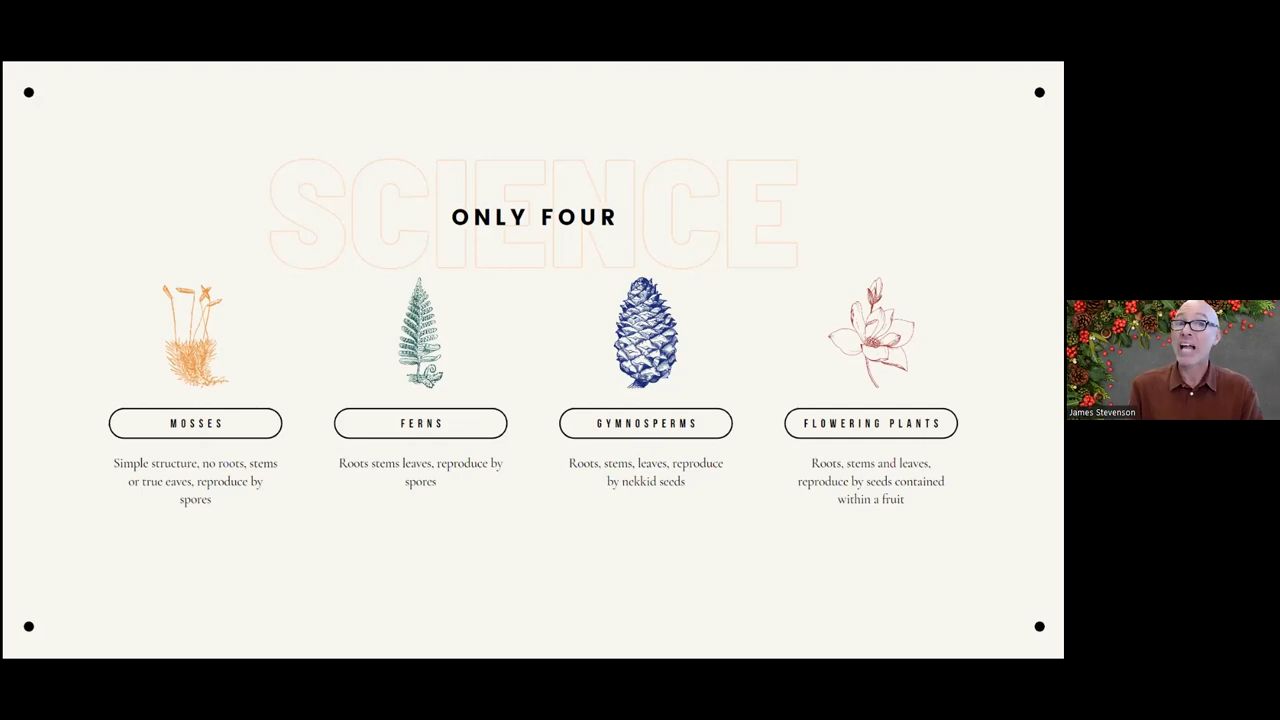 SCIENCE
ONLY FOUR
MOSSES
Simple structure, no roots, stems
or true eaves, reproduce by
spores
FERNS
Roots stems leaves, reproduce by
spores
GYMNOSPERMS
Roots, stems, leaves, reproduce
by nekkid seeds
FLOWERING PLANTS
Roots, stems and leaves,
reproduce by seeds contained
within a fruit
James Stevenson